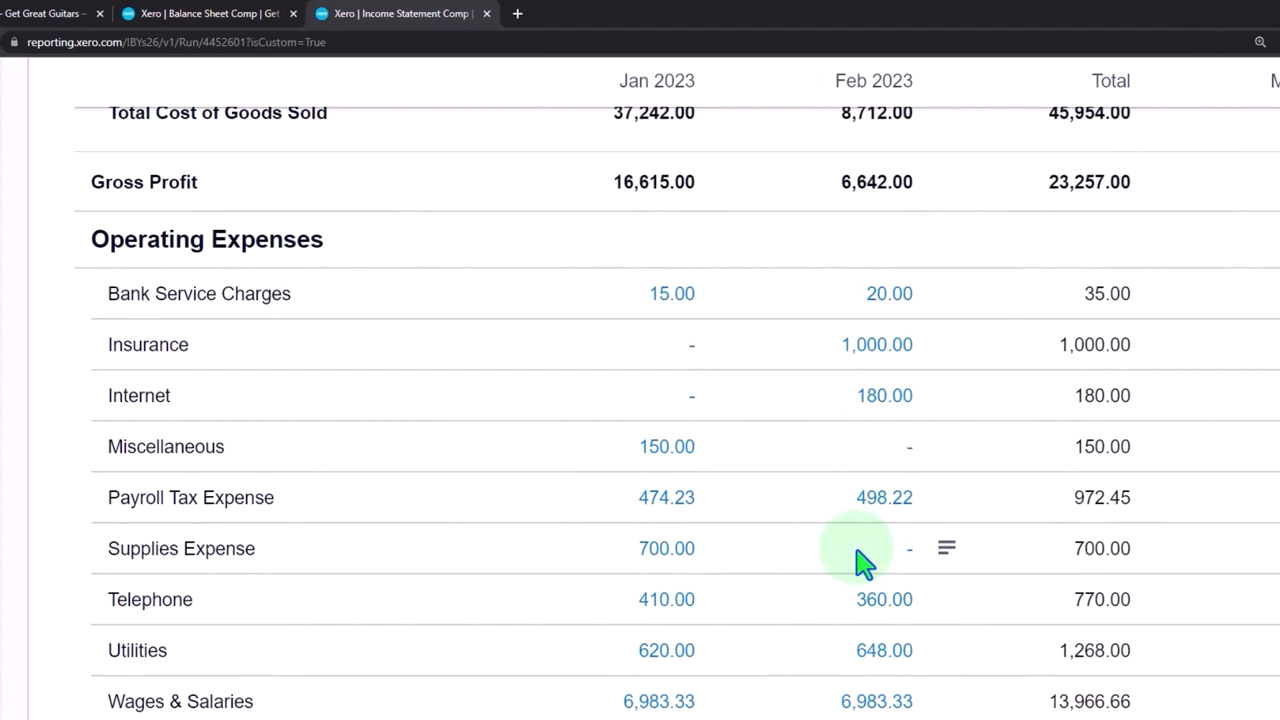 - Get Great Guitars -
Xero | Balance Sheet Comp | Get
Xero | Income Statement Comp |
reporting.xero.com/!BYs26/v1/Run/4452601?isCustom=True
Jan 2023 Feb 2023 Total M
Total Cost of Goods Sold 37,242.00 8,712.00 45,954.00
Gross Profit 16,615.00 6,642.00 23,257.00
Operating Expenses
Bank Service Charges 15.00 20.00 35.00
Insurance - 1,000.00 1,000.00
Internet - 180.00 180.00
Miscellaneous 150.00 - 150.00
Payroll Tax Expense 474.23 498.22 972.45
Supplies Expense 700.00 - 700.00
Telephone 410.00 360.00 770.00
Utilities 620.00 648.00 1,268.00
Wages & Salaries 6,983.33 6,983.33 13,966.66